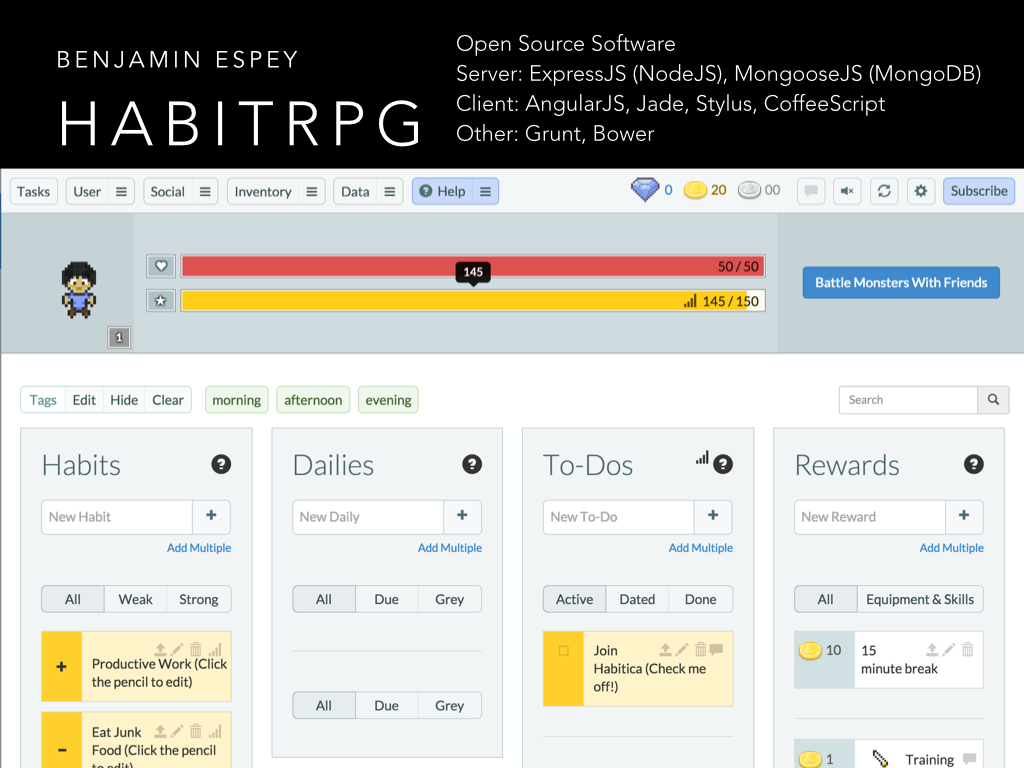 BENJAMIN ESPEY
HABITRPG
Open Source Software
Server: ExpressJS (NodeJS), MongooseJS (MongoDB)
Client: AngularJS, Jade, Stylus, CoffeeScript
Other: Grunt, Bower
Tasks User Social Inventory Data Help 0 20 00 Subscribe
50 / 50
145
145 / 150
Battle Monsters With Friends
1
Tags Edit Hide Clear morning afternoon evening Search
Habits
New Habit +
Add Multiple
All Weak Strong
+ Productive Work (Click
the pencil to edit)
- Eat Junk
Food (Click the pencil
to edit)
Dailies
New Daily +
Add Multiple
All Due Grey
All Due Grey
To-Dos
New To-Do +
Add Multiple
Active Dated Done
Join
Habitica (Check me
off!)
Rewards
New Reward +
Add Multiple
All Equipment & Skills
10 15
minute break
1 Training